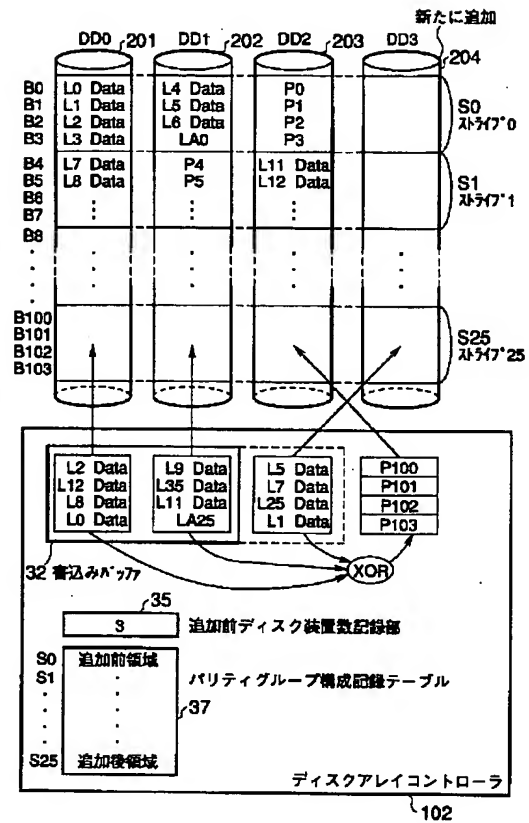 新たに追加
DD0 201 DD1 202 DD2 203 DD3 204
B0 L0 Data L4 Data P0
B1 L1 Data L5 Data P1
B2 L2 Data L6 Data P2
B3 L3 Data LA0 P3
S0
ストライプ0
B4 L7 Data P4 L11 Data
B5 L8 Data P5 L12 Data
B6
B7
S1
ストライプ1
B8
B100
B101
B102
B103
S25
ストライプ25
L2 Data L9 Data L5 Data P100
L12 Data L35 Data L7 Data P101
L8 Data L11 Data L25 Data P102
L0 Data LA25 L1 Data P103
XOR
32 書込みバッファ
35
3 追加前ディスク装置数記録部
S0 追加前領域
S1 パリティグループ構成記録テーブル
37
S25 追加後領域
ディスクアレイコントローラ
102